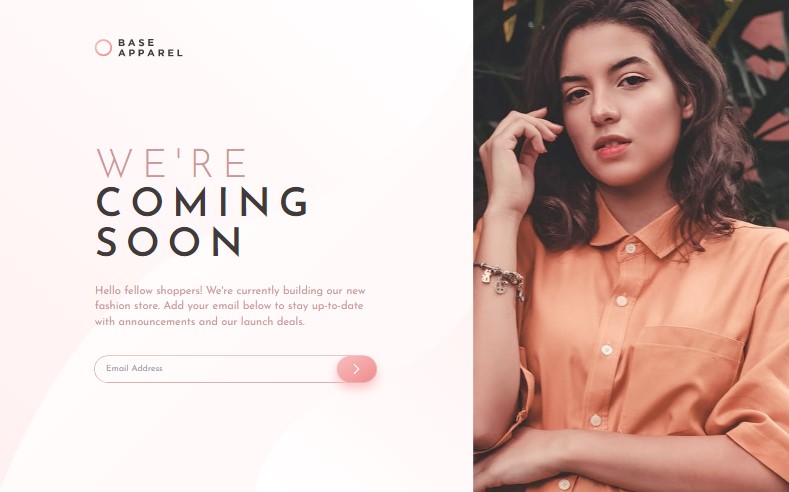 BASE
APPAREL
WE'RE
COMING
SOON
Hello fellow shoppers! We're currently building our new
fashion store. Add your email below to stay up-to-date
with announcements and our launch deals.
Email Address